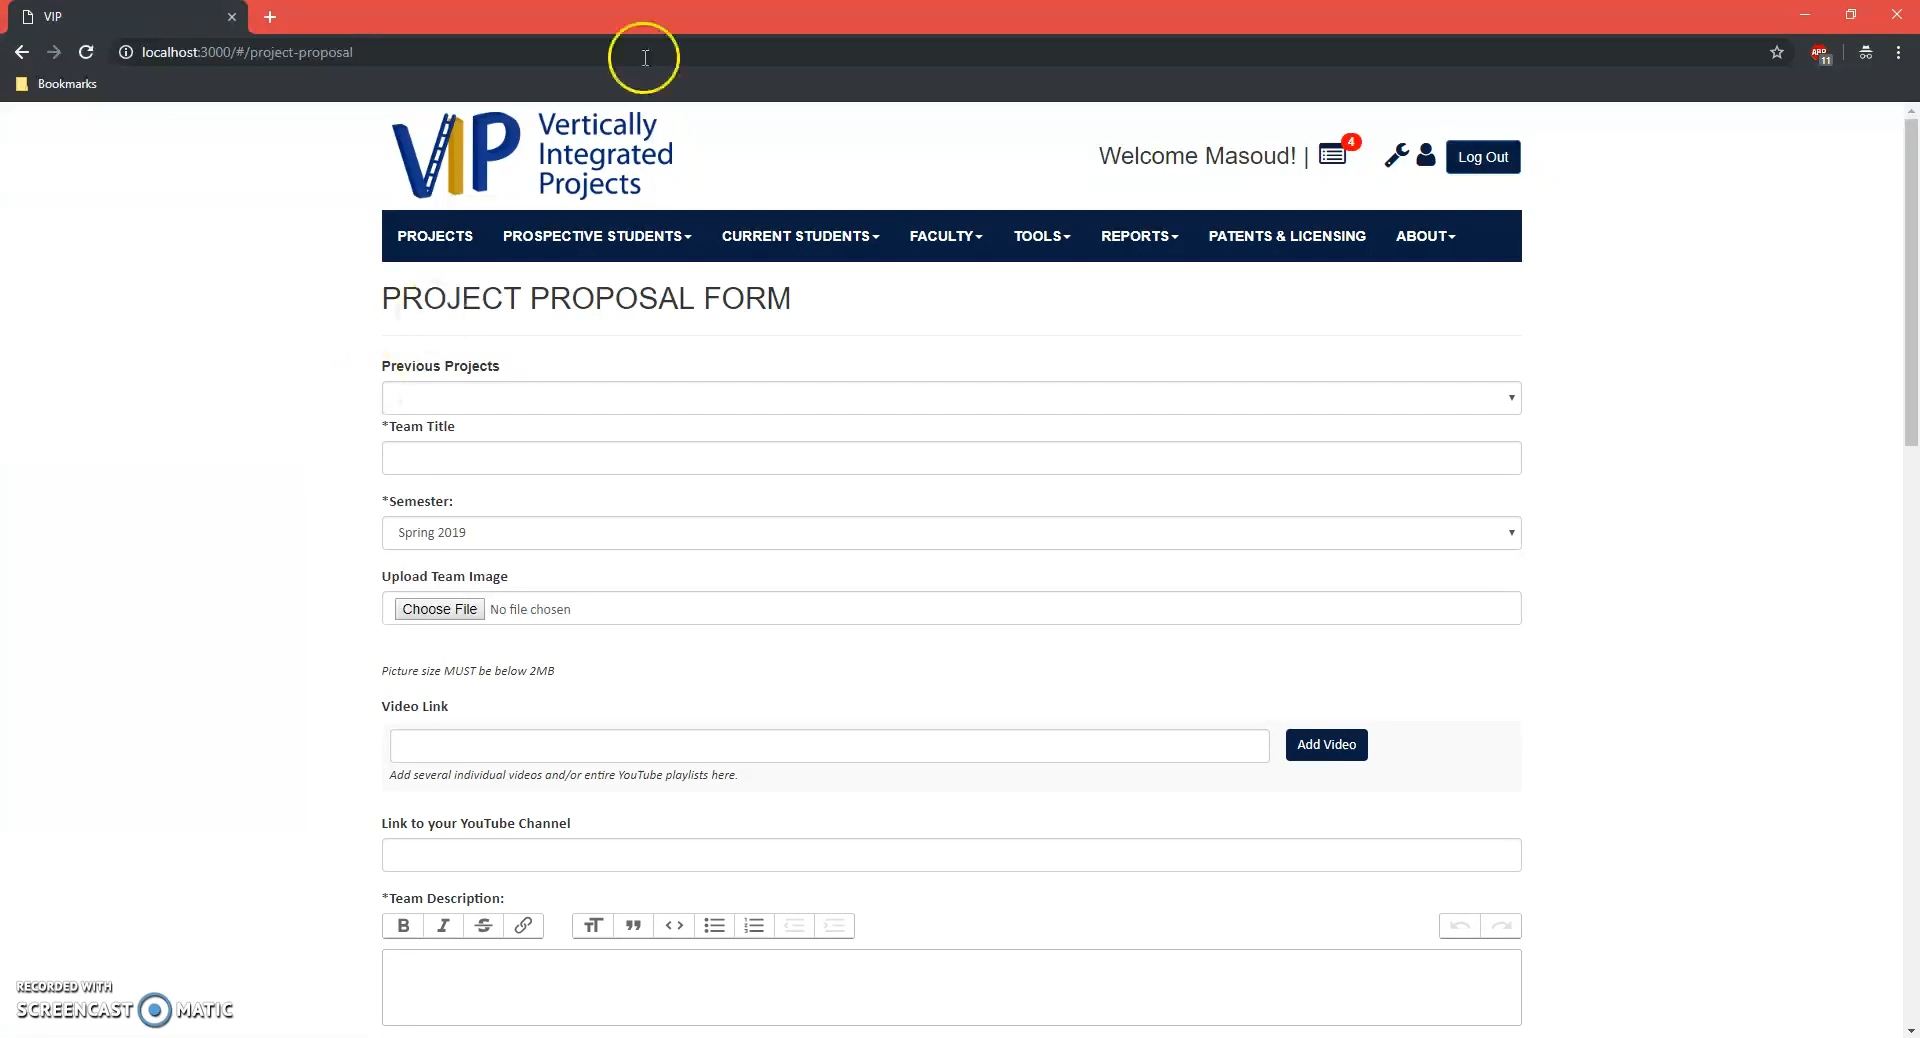 VIP
localhost:3000/#/project-proposal
ABP
11
Bookmarks
VIP
Vertically
Integrated
Projects
Welcome Masoud! |
4
Log Out
PROJECTS PROSPECTIVE STUDENTS CURRENT STUDENTS FACULTY TOOLS REPORTS PATENTS & LICENSING ABOUT
PROJECT PROPOSAL FORM
Previous Projects
*Team Title
*Semester:
Spring 2019
Upload Team Image
Choose File No file chosen
Picture size MUST be below 2MB
Video Link
Add Video
Add several individual videos and/or entire YouTube playlists here.
Link to your YouTube Channel
*Team Description:
RECORDED WITH
SCREENCAST MATIC